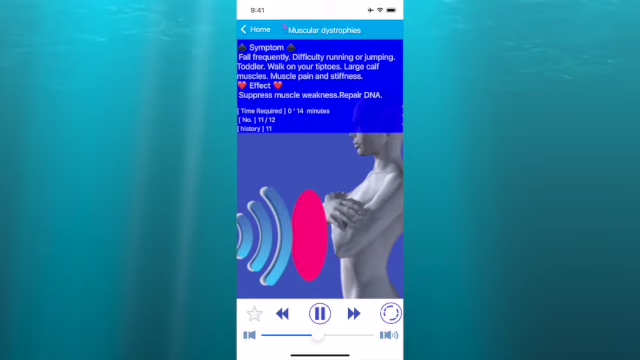 9:41
Home
Muscular dystrophies
Symptom
Fall frequently. Difficulty running or jumping.
Toddler. Walk on your tiptoes. Large calf
muscles. Muscle pain and stiffness.
Effect
Suppress muscle weakness.Repair DNA.
[ Time Required ] 0 ' 14 minutes
[ No. ] 11 / 12
[ history ] 11